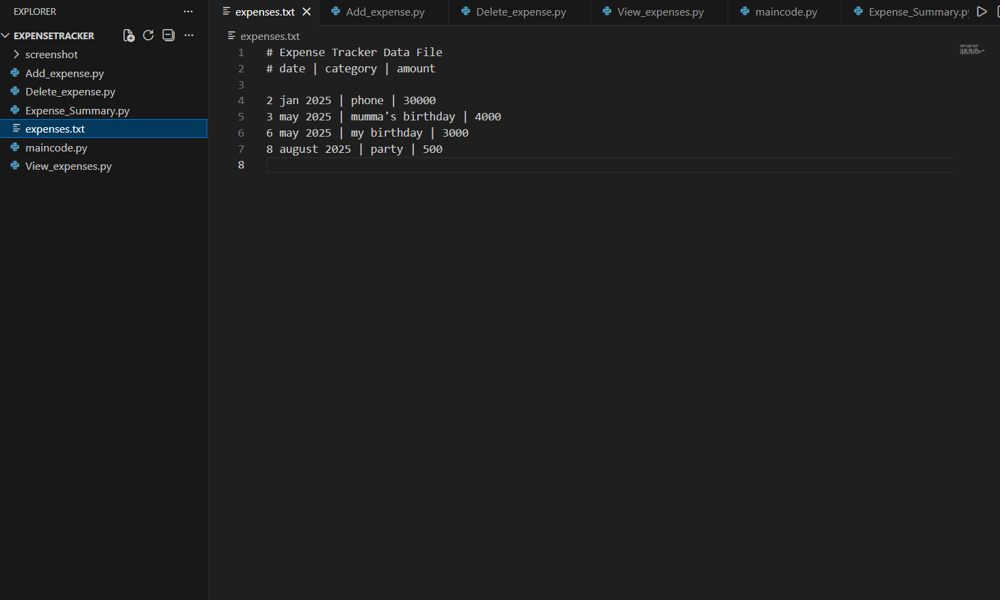 EXPLORER
EXPENSETRACKER
screenshot
Add_expense.py
Delete_expense.py
Expense_Summary.py
expenses.txt
maincode.py
View_expenses.py
expenses.txt Add_expense.py Delete_expense.py View_expenses.py maincode.py Expense_Summary.py
expenses.txt
1 # Expense Tracker Data File
2 # date | category | amount
3
4 2 jan 2025 | phone | 30000
5 3 may 2025 | mumma's birthday | 4000
6 6 may 2025 | my birthday | 3000
7 8 august 2025 | party | 500
8